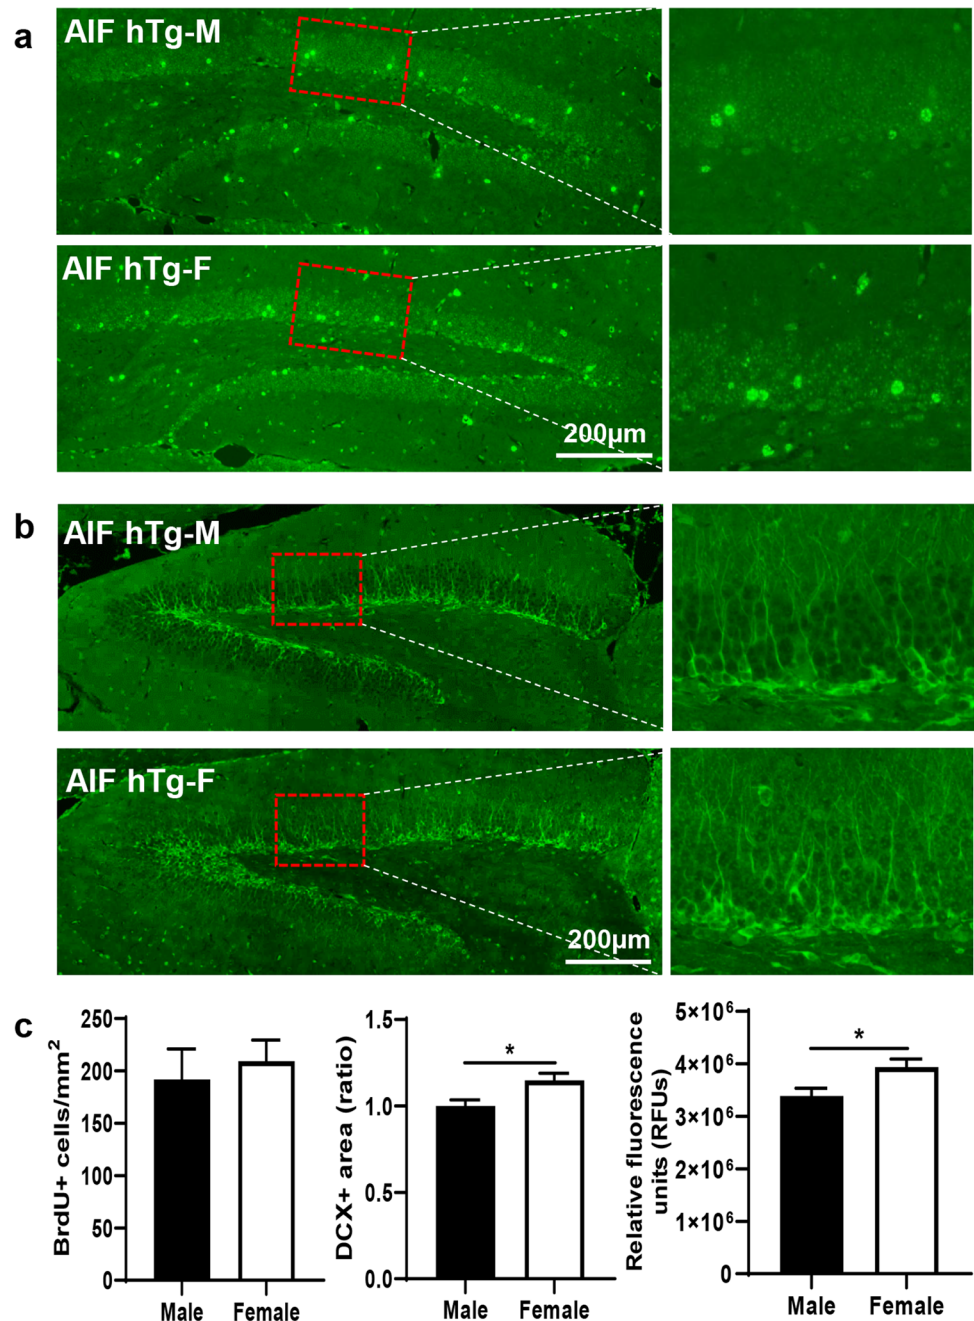 a
AIF hTg-M
AIF hTg-F
200µm
b
AIF hTg-M
AIF hTg-F
200µm
c
BrdU+ cells/mm²
250
200
150
100
50
0
Male Female
DCX+ area (ratio)
1.5
1.0
0.5
0.0
*
Male Female
Relative fluorescence
units (RFUs)
5×10⁶
4×10⁶
3×10⁶
2×10⁶
1×10⁶
0
*
Male Female